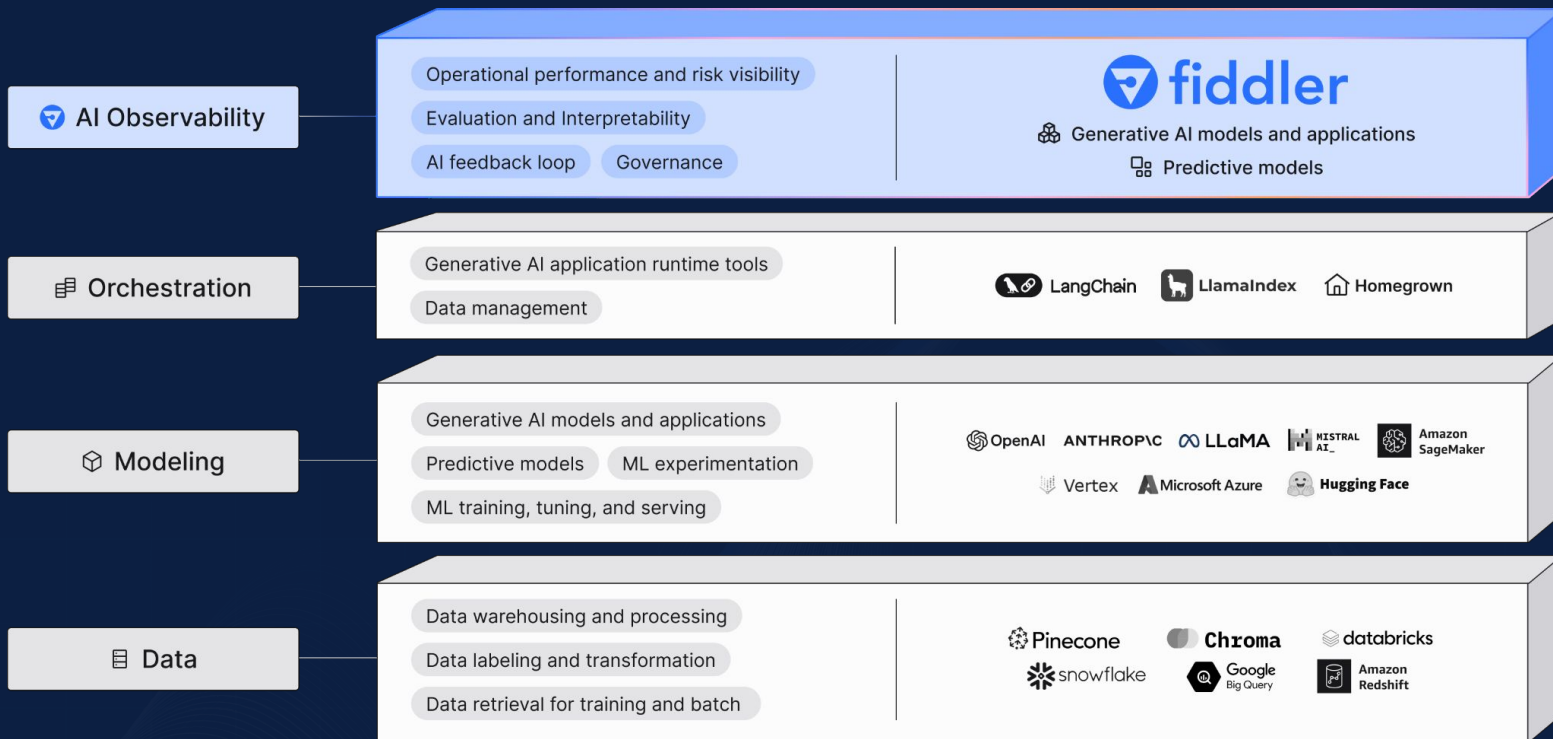 AI Observability
Operational performance and risk visibility
Evaluation and Interpretability
AI feedback loop Governance
fiddler
Generative AI models and applications
Predictive models
Orchestration
Generative AI application runtime tools
Data management
LangChain LlamaIndex Homegrown
Modeling
Generative AI models and applications
Predictive models ML experimentation
ML training, tuning, and serving
OpenAI ANTHROP\C LLaMA MISTRAL AI_ Amazon SageMaker
Vertex Microsoft Azure Hugging Face
Data
Data warehousing and processing
Data labeling and transformation
Data retrieval for training and batch
Pinecone Chroma databricks
snowflake Google Big Query Amazon Redshift